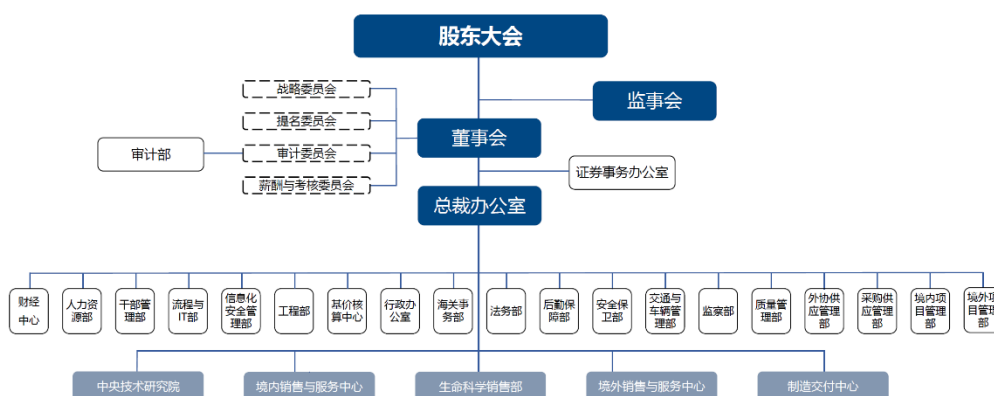 股东大会
监事会
战略委员会
提名委员会
董事会
审计部
审计委员会
证券事务办公室
薪酬与考核委员会
总裁办公室
财经
中心
人力资
源部
干部管
理部
流程与
IT部
信息化
安全管
理部
工程部
基价核
算中心
行政办
公室
海关事
务部
法务部
后勤保
障部
安全保
卫部
交通与
车辆管
理部
监察部
质量管
理部
外协供
应管理
部
采购供
应管理
部
境内项
目管理
部
境外项
目管理
部
中央技术研究院
境内销售与服务中心
生命科学销售部
境外销售与服务中心
制造交付中心